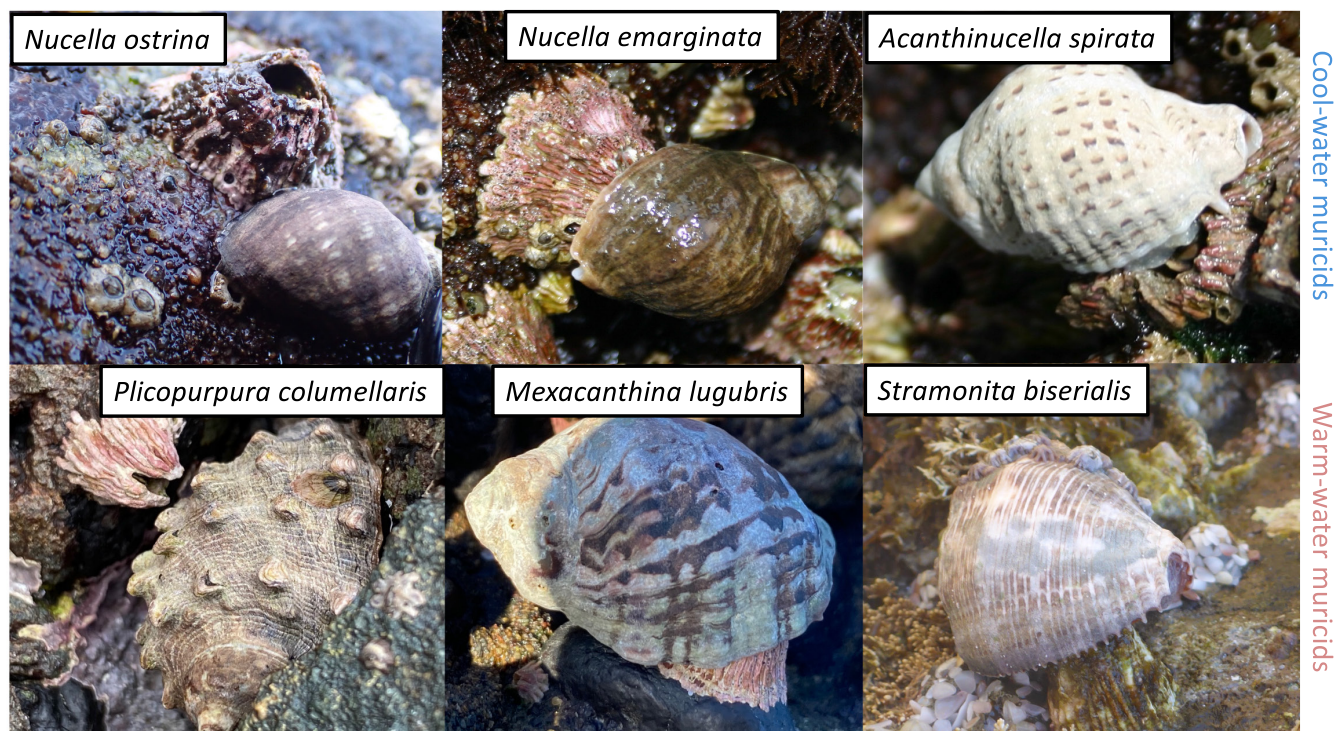 Nucella ostrina
Nucella emarginata
Acanthinucella spirata
Cool-water muricids
Plicopurpura columellaris
Mexacanthina lugubris
Stramonita biserialis
Warm-water muricids